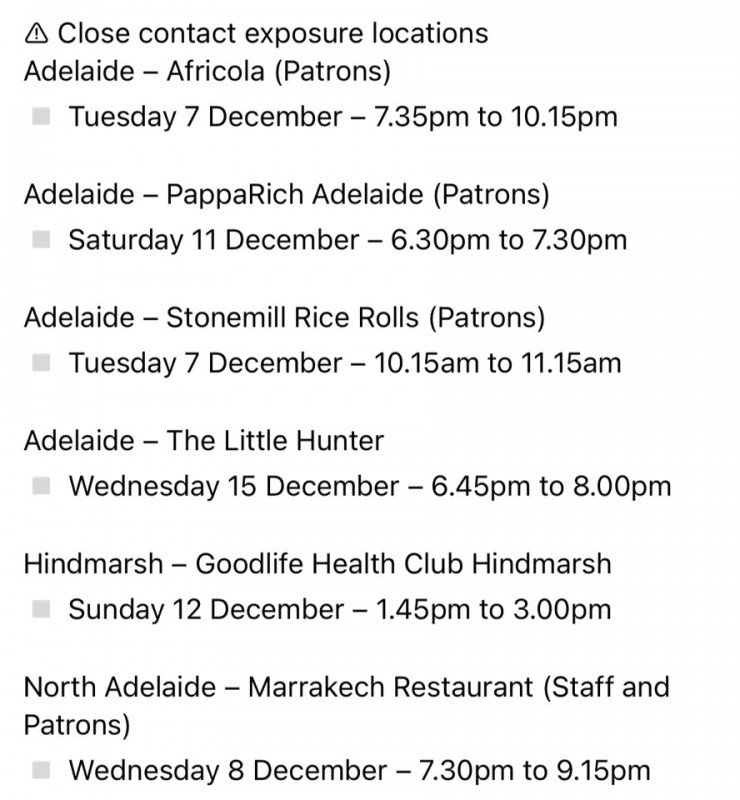 ⚠ Close contact exposure locations
Adelaide – Africola (Patrons)
Tuesday 7 December – 7.35pm to 10.15pm
Adelaide – PappaRich Adelaide (Patrons)
Saturday 11 December – 6.30pm to 7.30pm
Adelaide – Stonemill Rice Rolls (Patrons)
Tuesday 7 December – 10.15am to 11.15am
Adelaide – The Little Hunter
Wednesday 15 December – 6.45pm to 8.00pm
Hindmarsh – Goodlife Health Club Hindmarsh
Sunday 12 December – 1.45pm to 3.00pm
North Adelaide – Marrakech Restaurant (Staff and
Patrons)
Wednesday 8 December – 7.30pm to 9.15pm